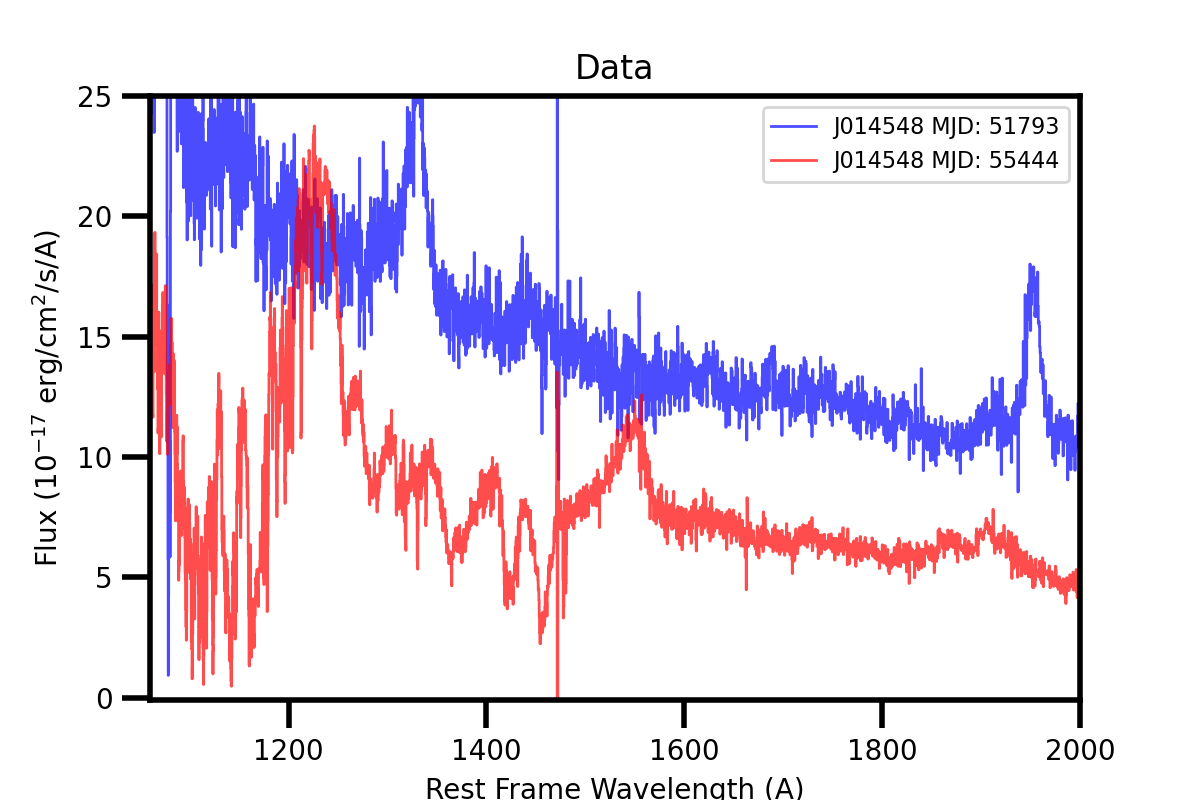 Data
J014548 MJD: 51793
J014548 MJD: 55444
25
20
15
10
5
0
Flux (10⁻¹⁷ erg/cm²/s/A)
1200 1400 1600 1800 2000
Rest Frame Wavelength (A)